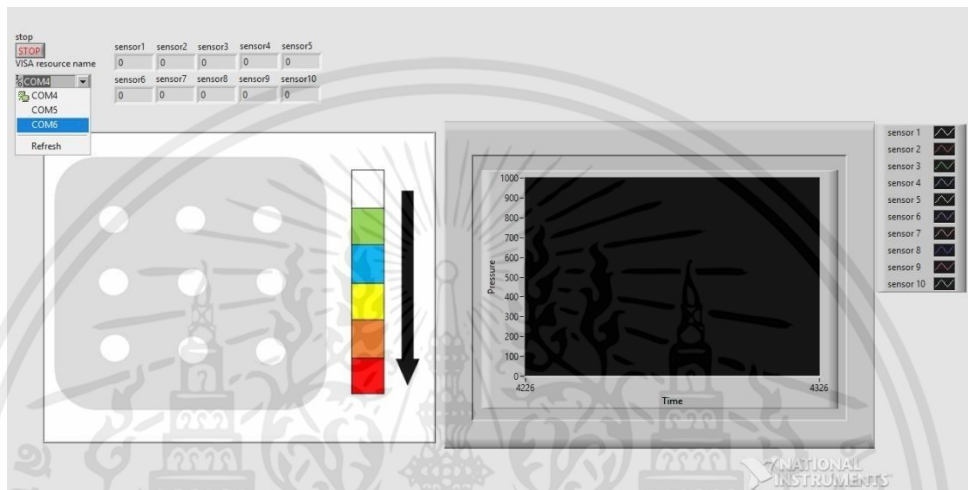 stop
STOP
VISA resource name
COM4
COM4
COM5
COM6
Refresh
sensor1 sensor2 sensor3 sensor4 sensor5
0 0 0 0 0
sensor6 sensor7 sensor8 sensor9 sensor10
0 0 0 0 0
1000
900
800
700
600
500
400
300
200
100
0
Pressure
4226 4326
Time
sensor 1
sensor 2
sensor 3
sensor 4
sensor 5
sensor 6
sensor 7
sensor 8
sensor 9
sensor 10
NATIONAL
INSTRUMENTS